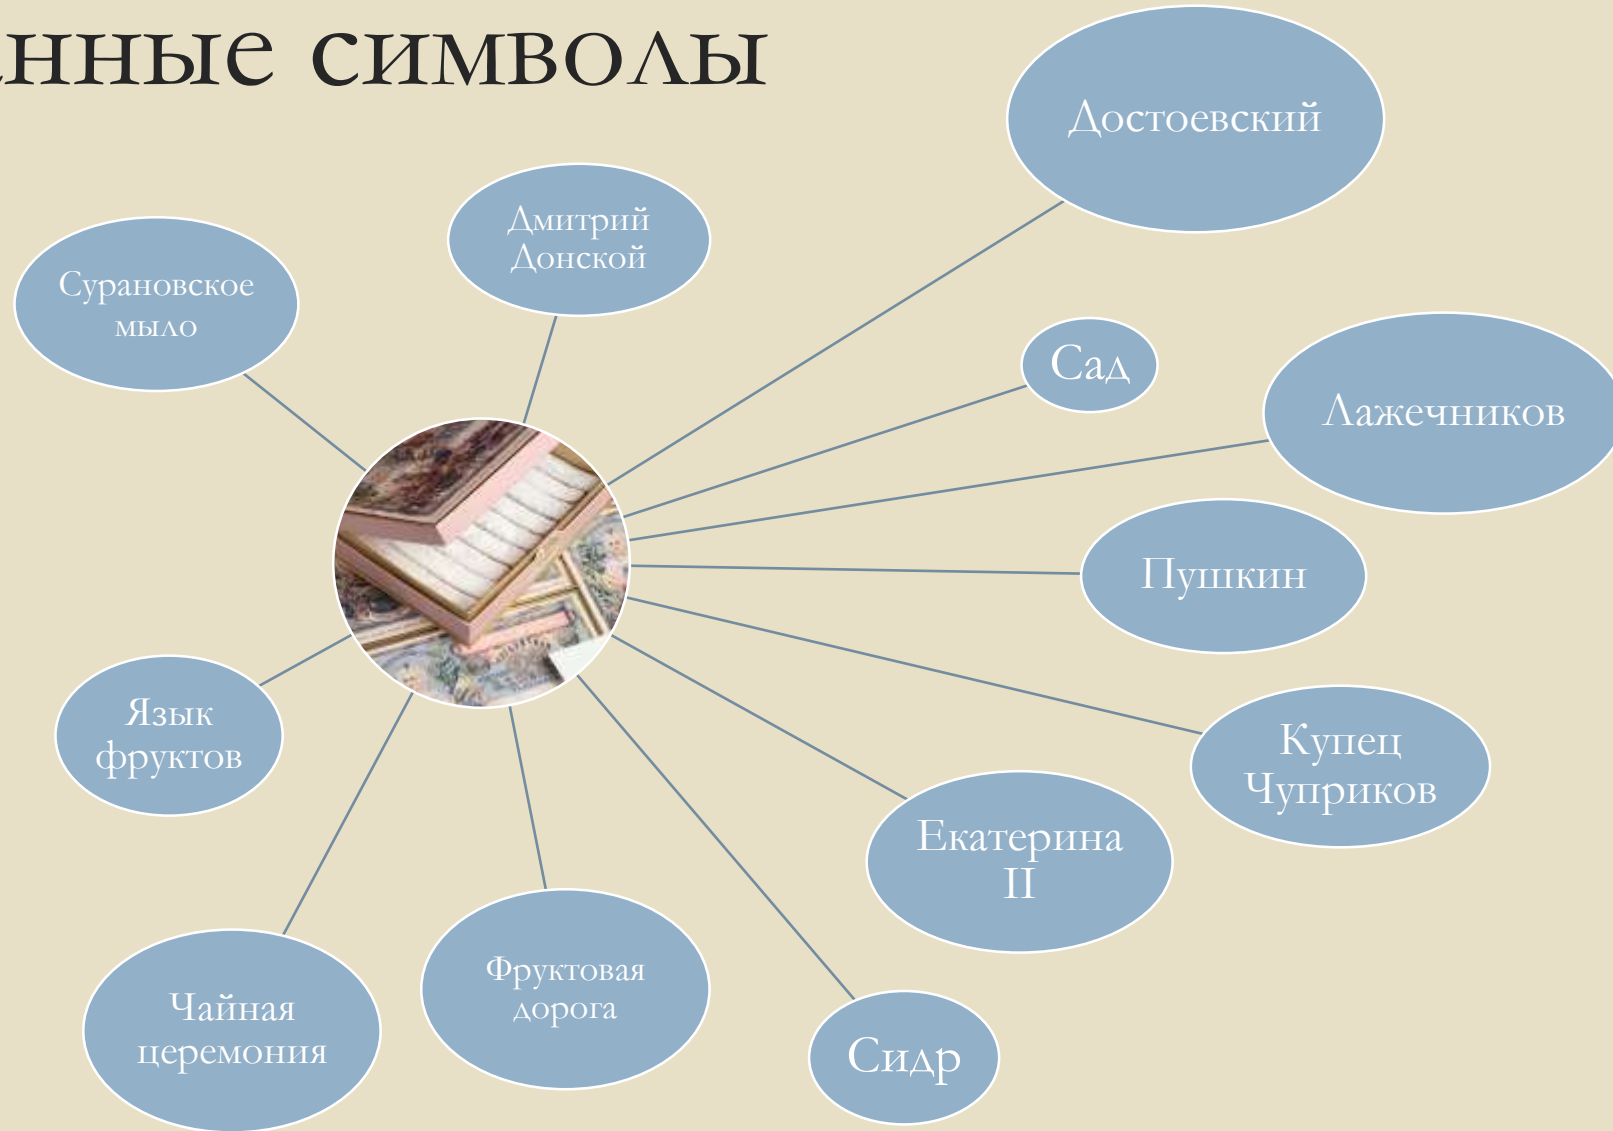 нные символы
Достоевский
Дмитрий
Донской
Сурановское
мыло
Сад
Лажечников
Пушкин
Язык
фруктов
Купец
Чуприков
Екатерина
II
Фруктовая
дорога
Чайная
церемония
Сидр